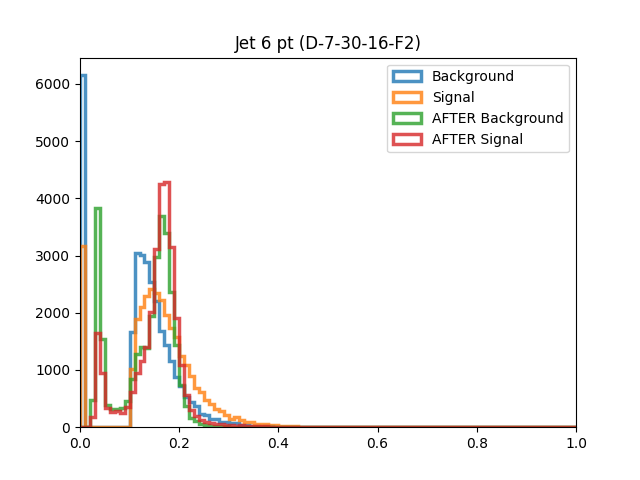 Jet 6 pt (D-7-30-16-F2)
Background
Signal
AFTER Background
AFTER Signal
6000
5000
4000
3000
2000
1000
0
0.0 0.2 0.4 0.6 0.8 1.0